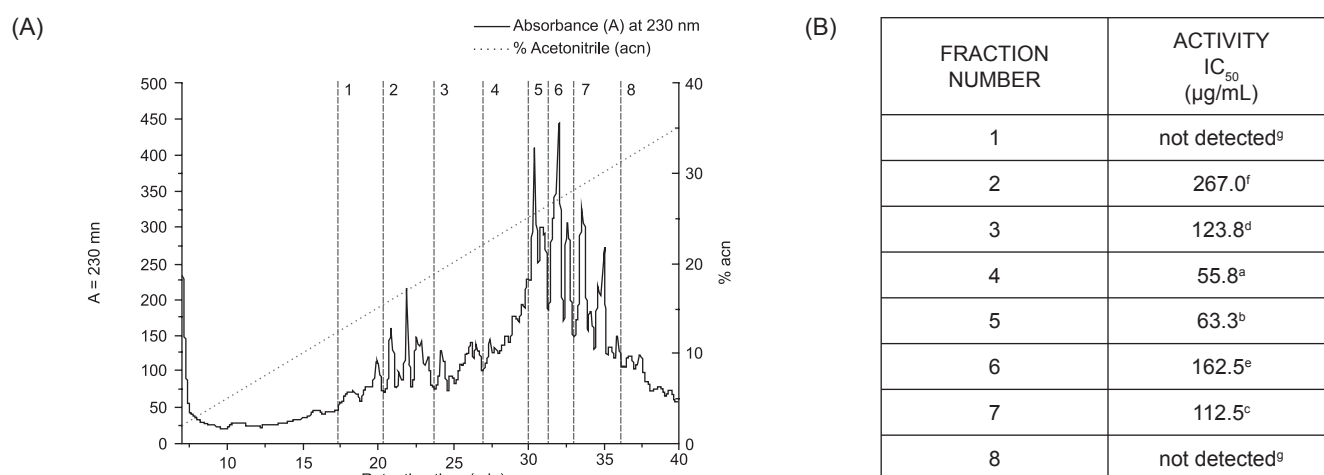 (A)
Absorbance (A) at 230 nm
% Acetonitrile (acn)
500
450
400
350
300
250
200
150
100
50
0
A = 230 mn
1 2 3 4 5 6 7 8
40
30
20
10
0
% acn
10 15 20 25 30 35 40
(B)
FRACTION NUMBER
ACTIVITY IC₅₀ (µg/mL)
1 not detectedᵍ
2 267.0ᶠ
3 123.8ᵈ
4 55.8ᵃ
5 63.3ᵇ
6 162.5ᵉ
7 112.5ᶜ
8 not detectedᵍ